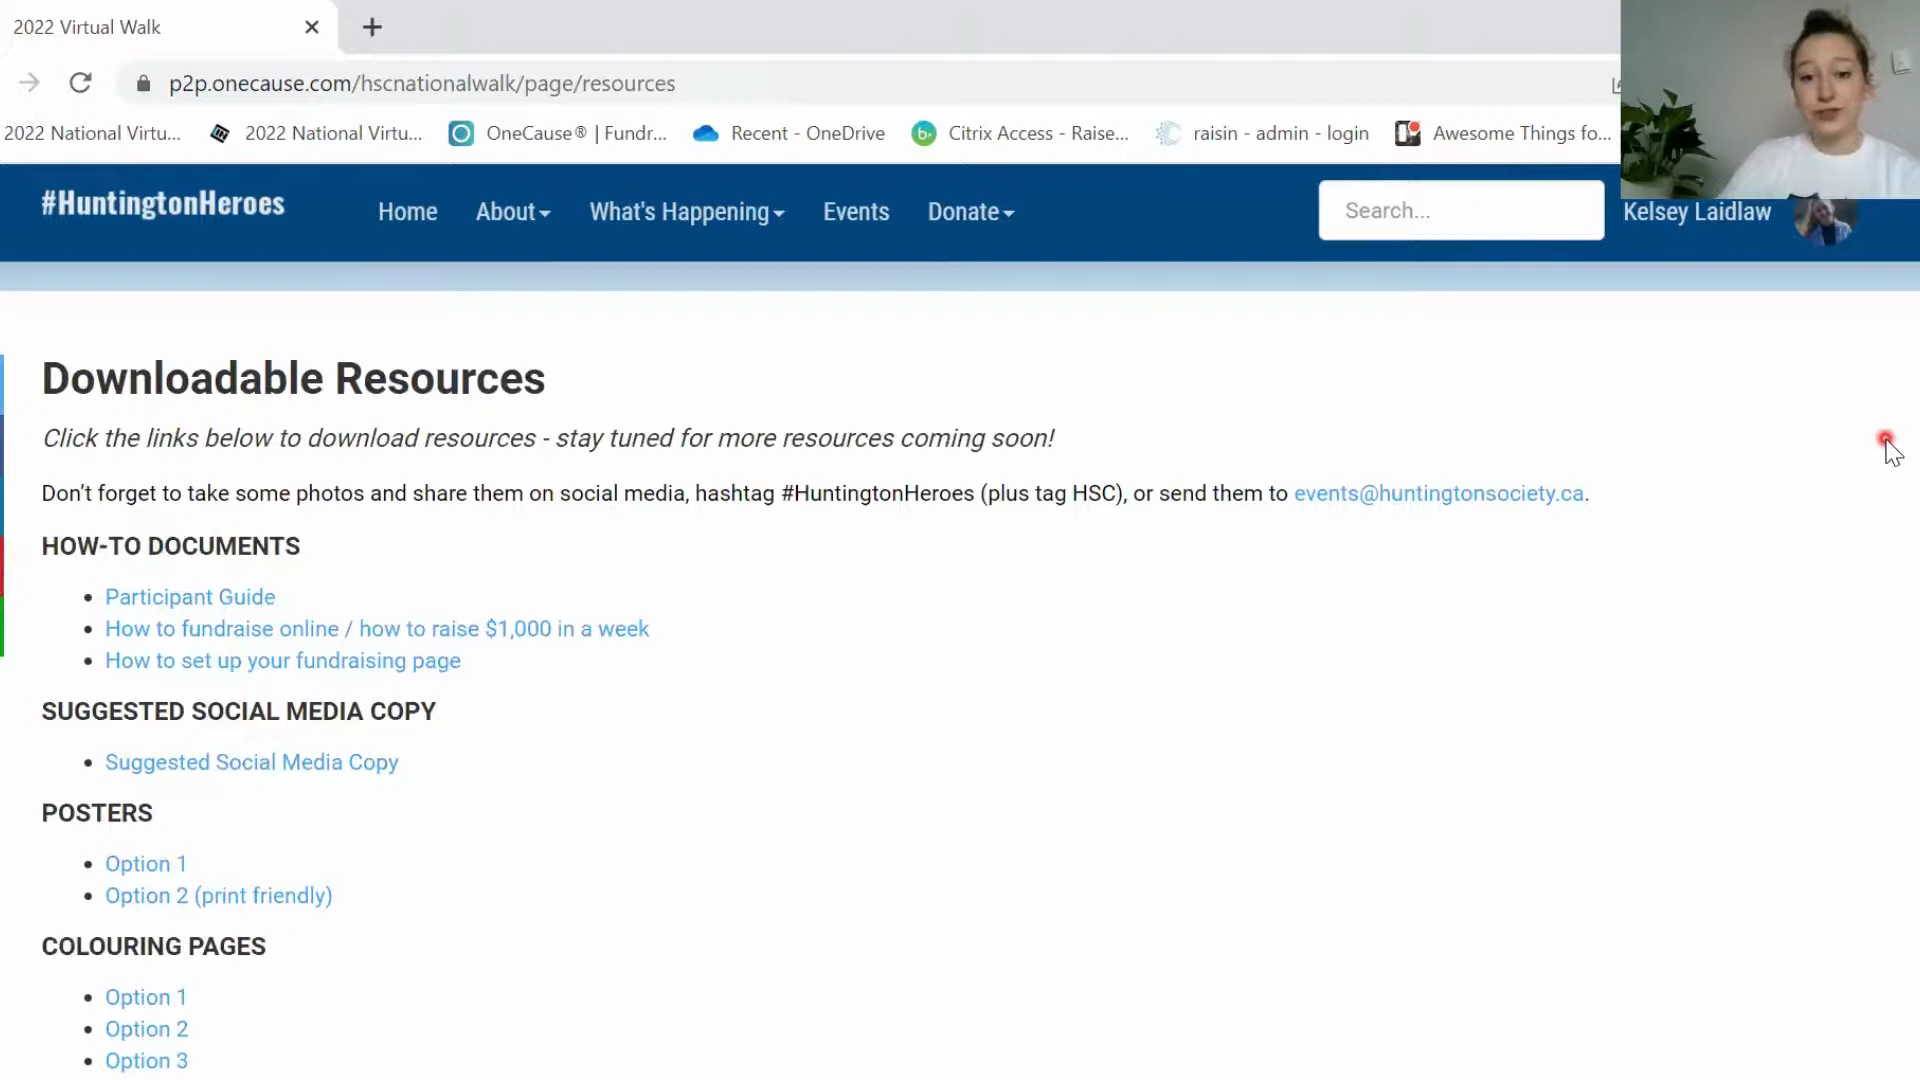 2022 Virtual Walk
p2p.onecause.com/hscnationalwalk/page/resources
2022 National Virtu... 2022 National Virtu... OneCause® | Fundr... Recent - OneDrive Citrix Access - Raise... raisin - admin - login Awesome Things fo...
#HuntingtonHeroes Home About What's Happening Events Donate Search... Kelsey Laidlaw
Downloadable Resources
Click the links below to download resources - stay tuned for more resources coming soon!
Don’t forget to take some photos and share them on social media, hashtag #HuntingtonHeroes (plus tag HSC), or send them to events@huntingtonsociety.ca.
HOW-TO DOCUMENTS
• Participant Guide
• How to fundraise online / how to raise $1,000 in a week
• How to set up your fundraising page
SUGGESTED SOCIAL MEDIA COPY
• Suggested Social Media Copy
POSTERS
• Option 1
• Option 2 (print friendly)
COLOURING PAGES
• Option 1
• Option 2
• Option 3